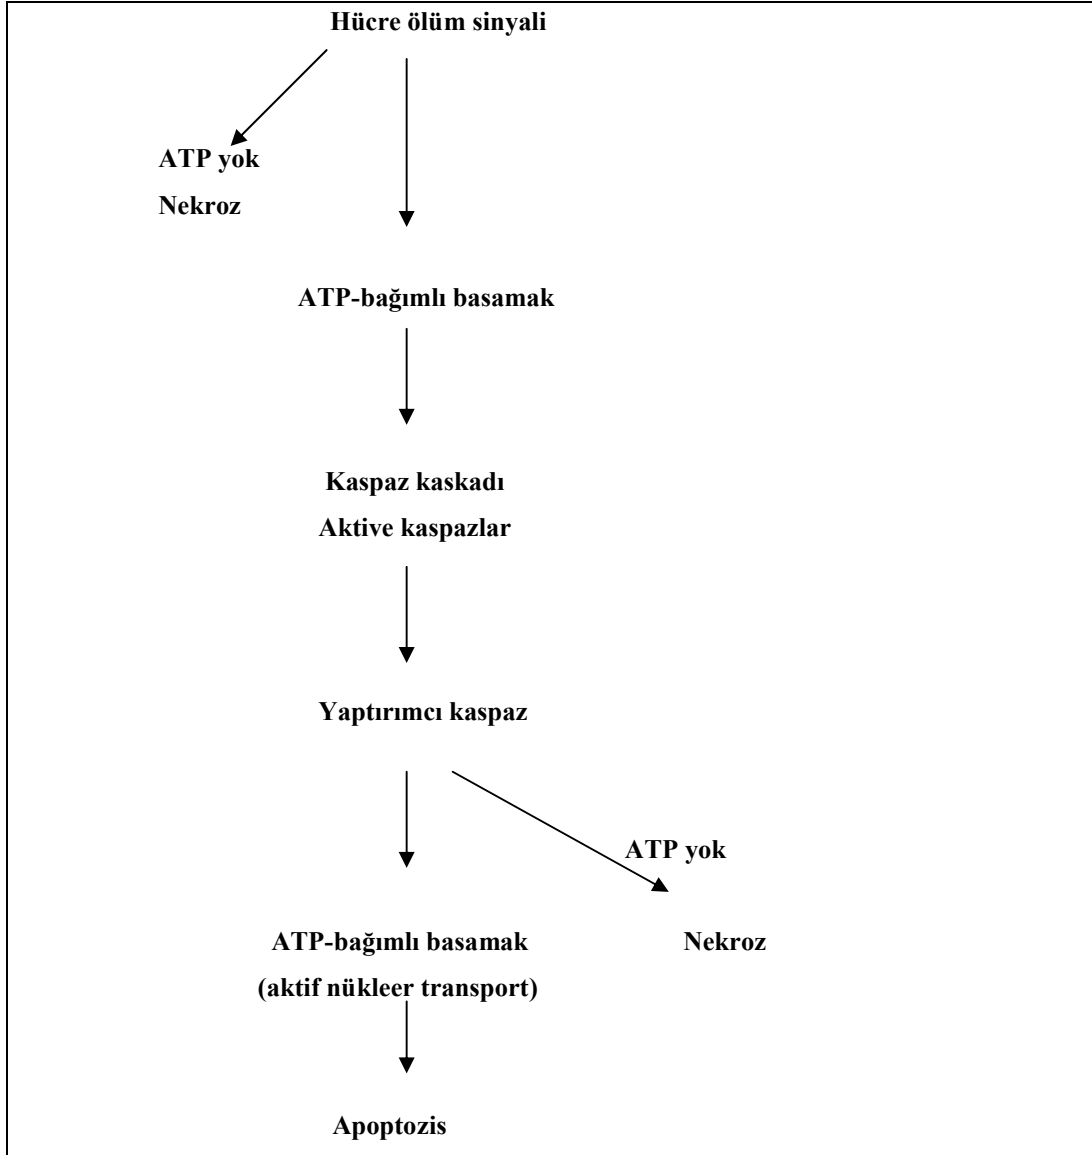 Hücre ölüm sinyali
ATP yok
Nekroz
ATP-bağımlı basamak
Kaspaz kaskadı
Aktive kaspazlar
Yaptırımcı kaspaz
ATP yok
ATP-bağımlı basamak
Nekroz
(aktif nükleer transport)
Apoptozis